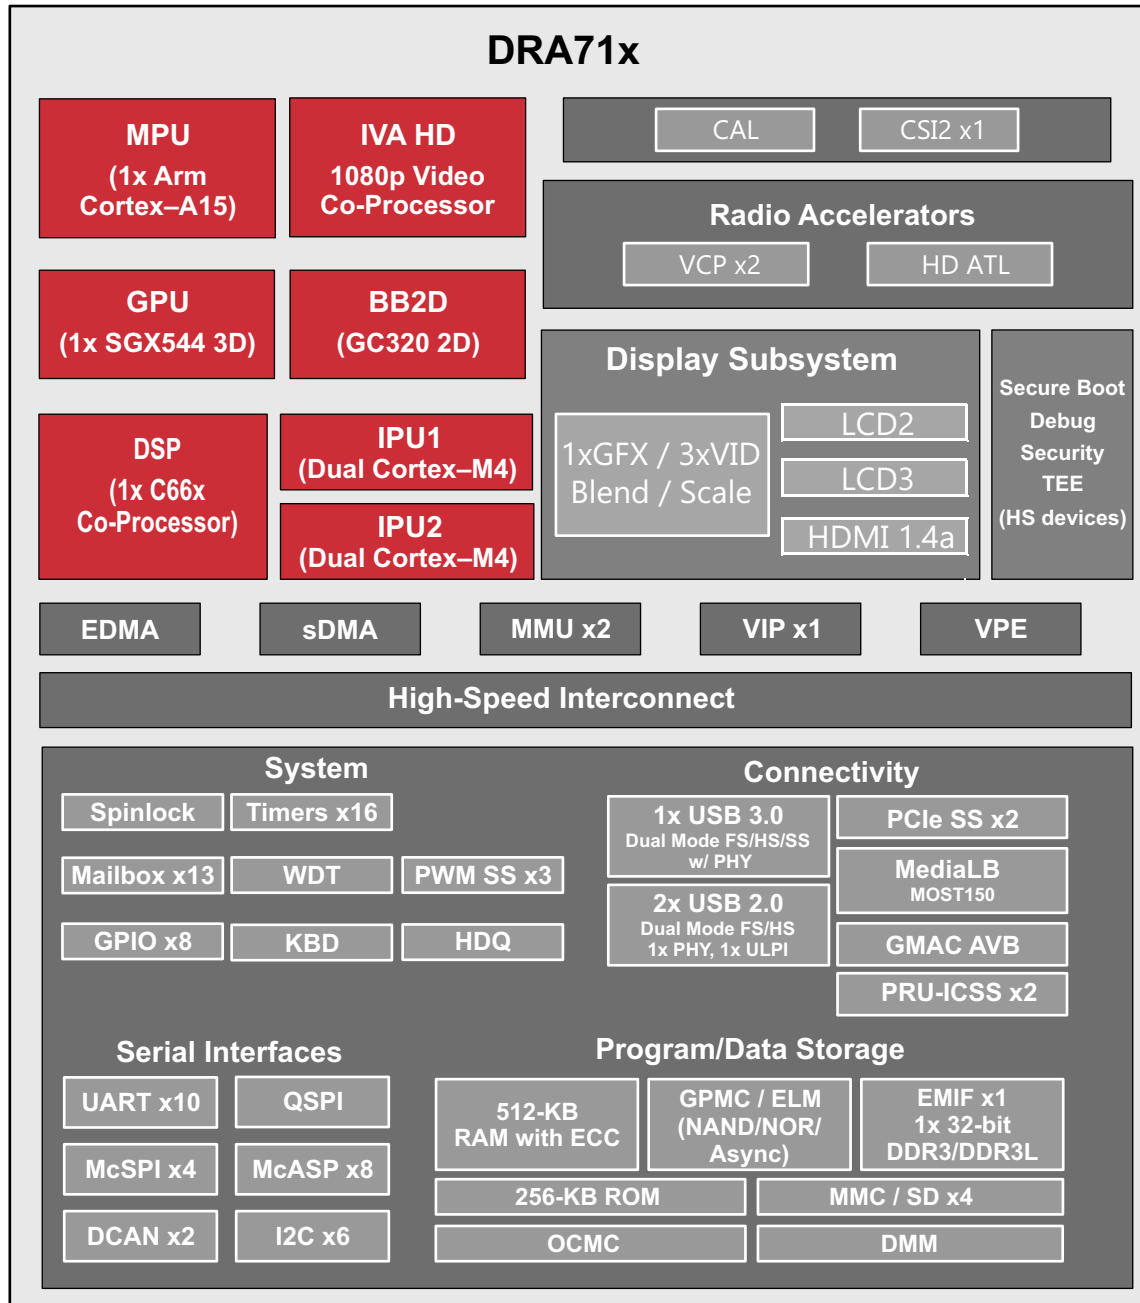 DRA71x
MPU
(1x Arm
Cortex–A15)
IVA HD
1080p Video
Co-Processor
CAL
CSI2 x1
Radio Accelerators
VCP x2
HD ATL
GPU
(1x SGX544 3D)
BB2D
(GC320 2D)
Display Subsystem
1xGFX / 3xVID
Blend / Scale
LCD2
LCD3
HDMI 1.4a
Secure Boot
Debug
Security
TEE
(HS devices)
DSP
(1x C66x
Co-Processor)
IPU1
(Dual Cortex–M4)
IPU2
(Dual Cortex–M4)
EDMA
sDMA
MMU x2
VIP x1
VPE
High-Speed Interconnect
System
Spinlock
Timers x16
Mailbox x13
WDT
PWM SS x3
GPIO x8
KBD
HDQ
Connectivity
1x USB 3.0
Dual Mode FS/HS/SS
w/ PHY
2x USB 2.0
Dual Mode FS/HS
1x PHY, 1x ULPI
PCIe SS x2
MediaLB
MOST150
GMAC AVB
PRU-ICSS x2
Serial Interfaces
UART x10
QSPI
McSPI x4
McASP x8
DCAN x2
I2C x6
Program/Data Storage
512-KB
RAM with ECC
GPMC / ELM
(NAND/NOR/
Async)
EMIF x1
1x 32-bit
DDR3/DDR3L
256-KB ROM
MMC / SD x4
OCMC
DMM